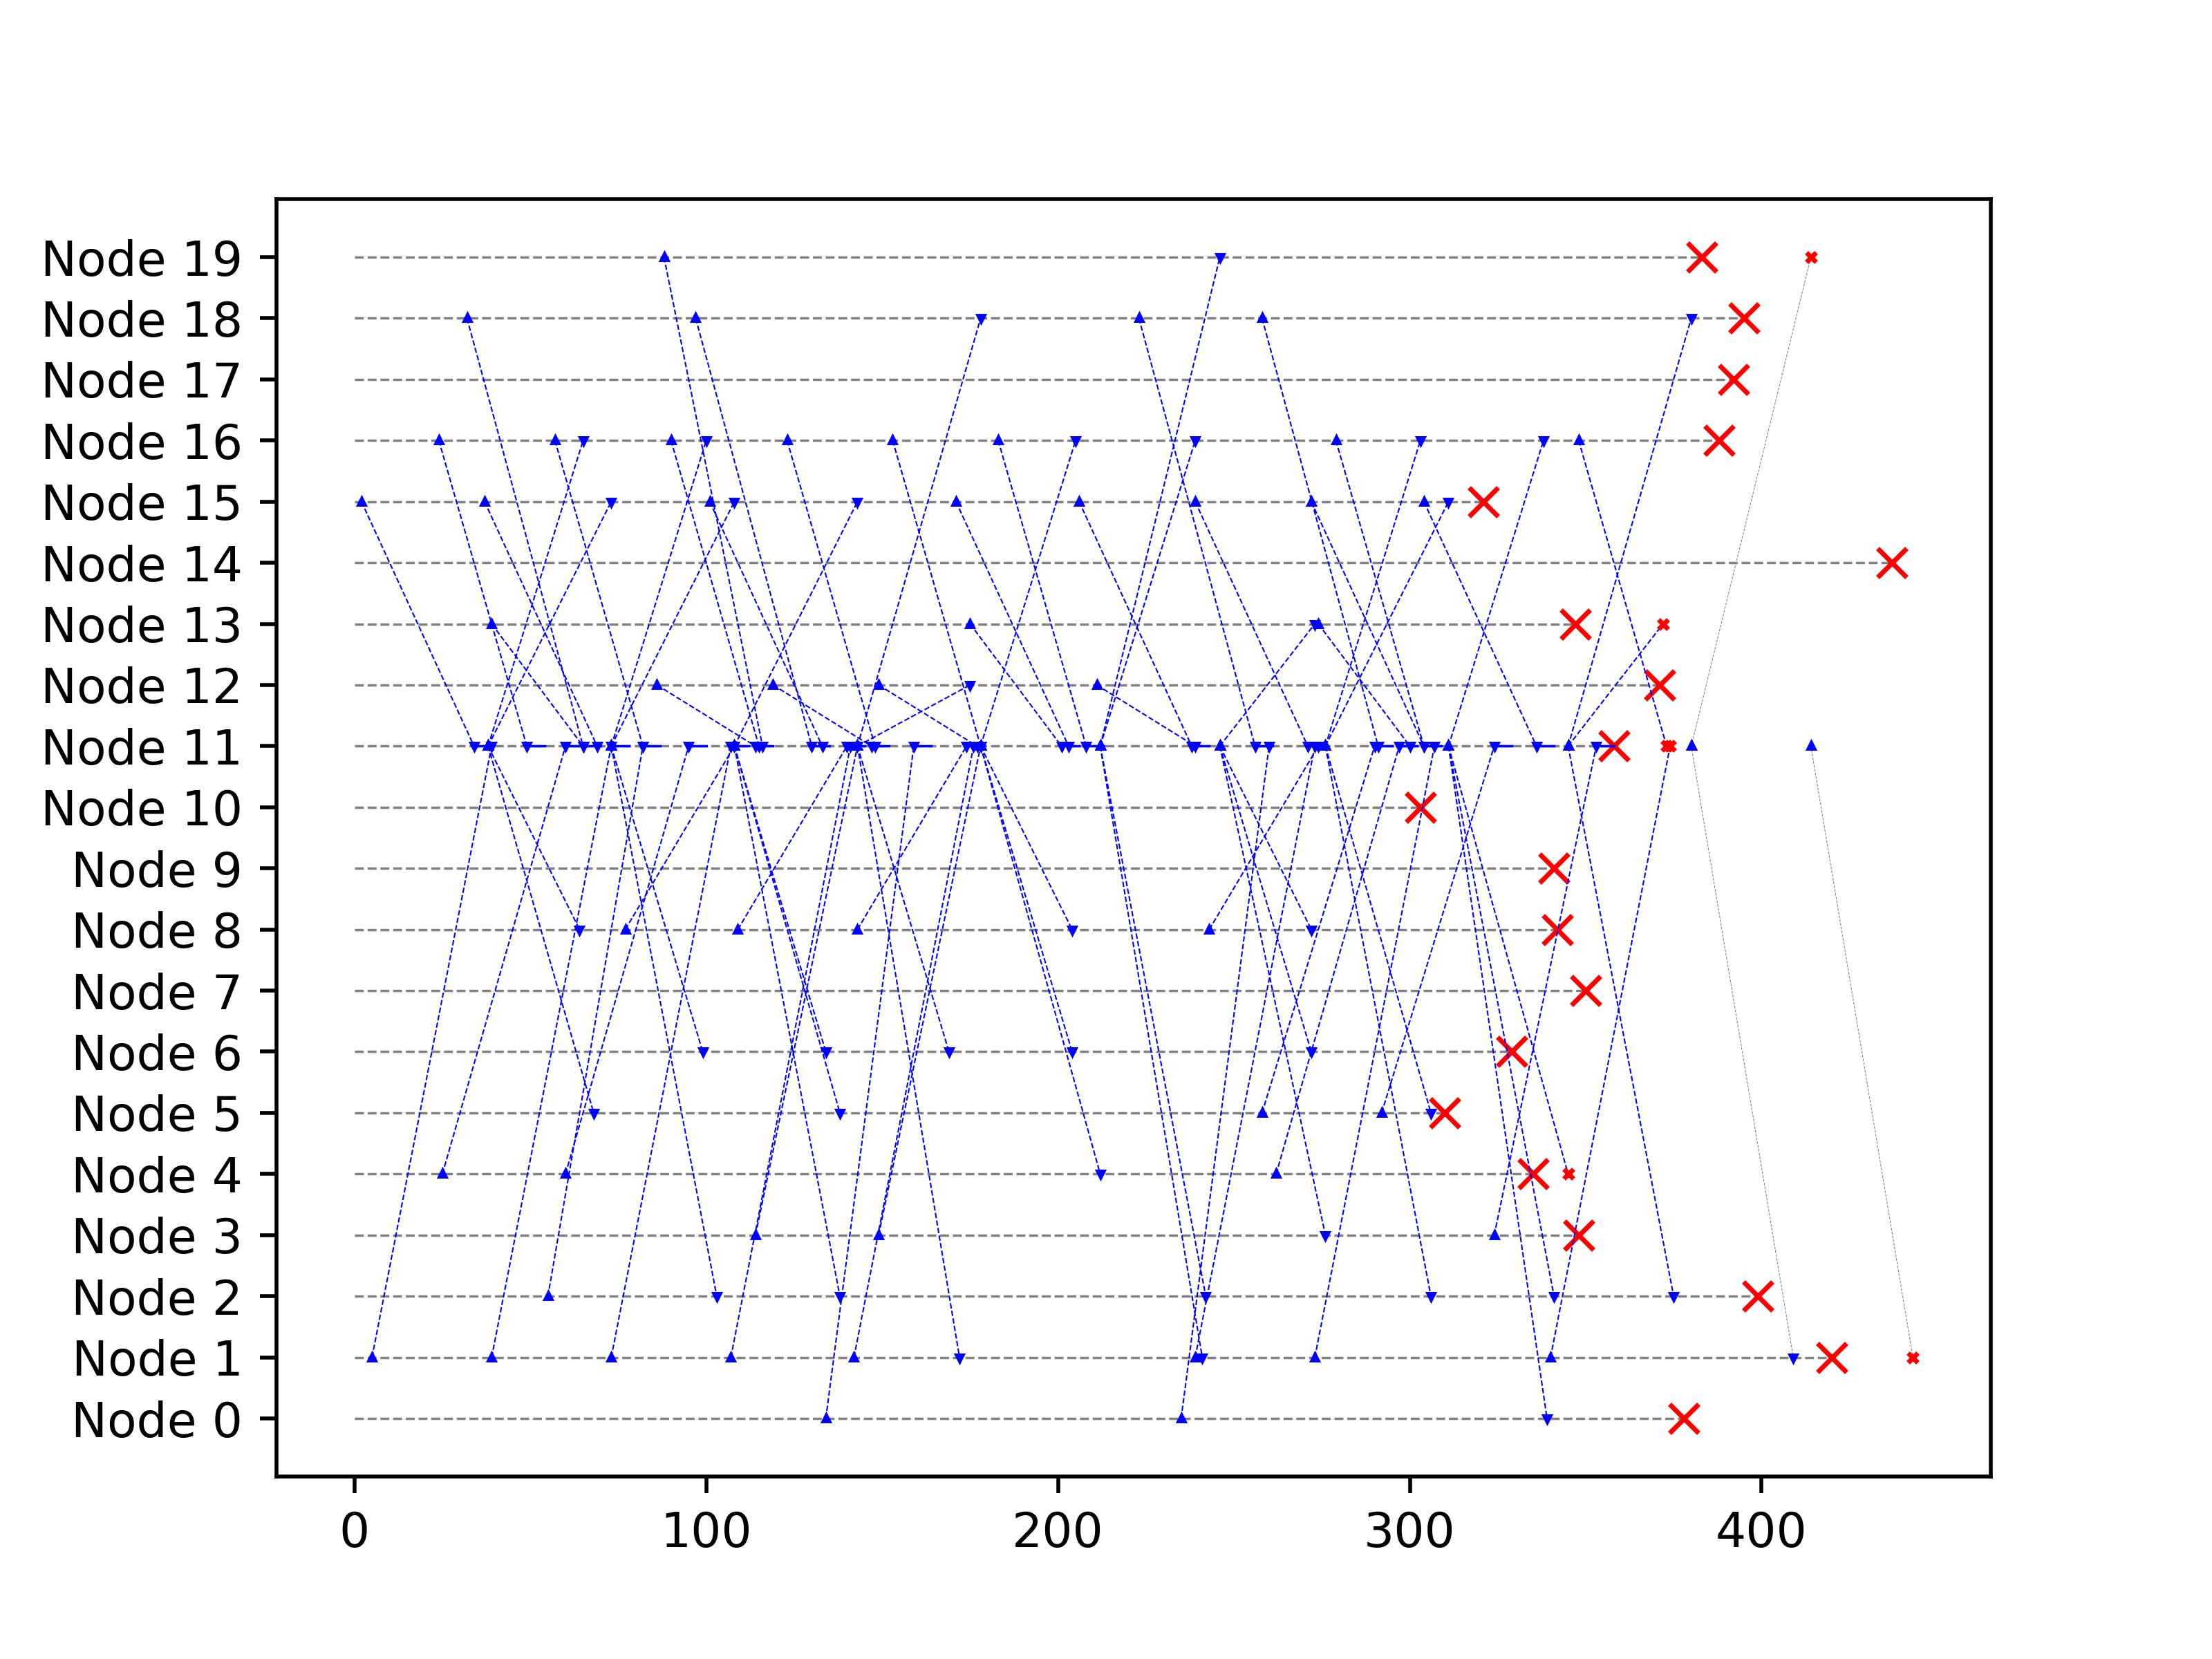 Node 19
Node 18
Node 17
Node 16
Node 15
Node 14
Node 13
Node 12
Node 11
Node 10
Node 9
Node 8
Node 7
Node 6
Node 5
Node 4
Node 3
Node 2
Node 1
Node 0
0 100 200 300 400